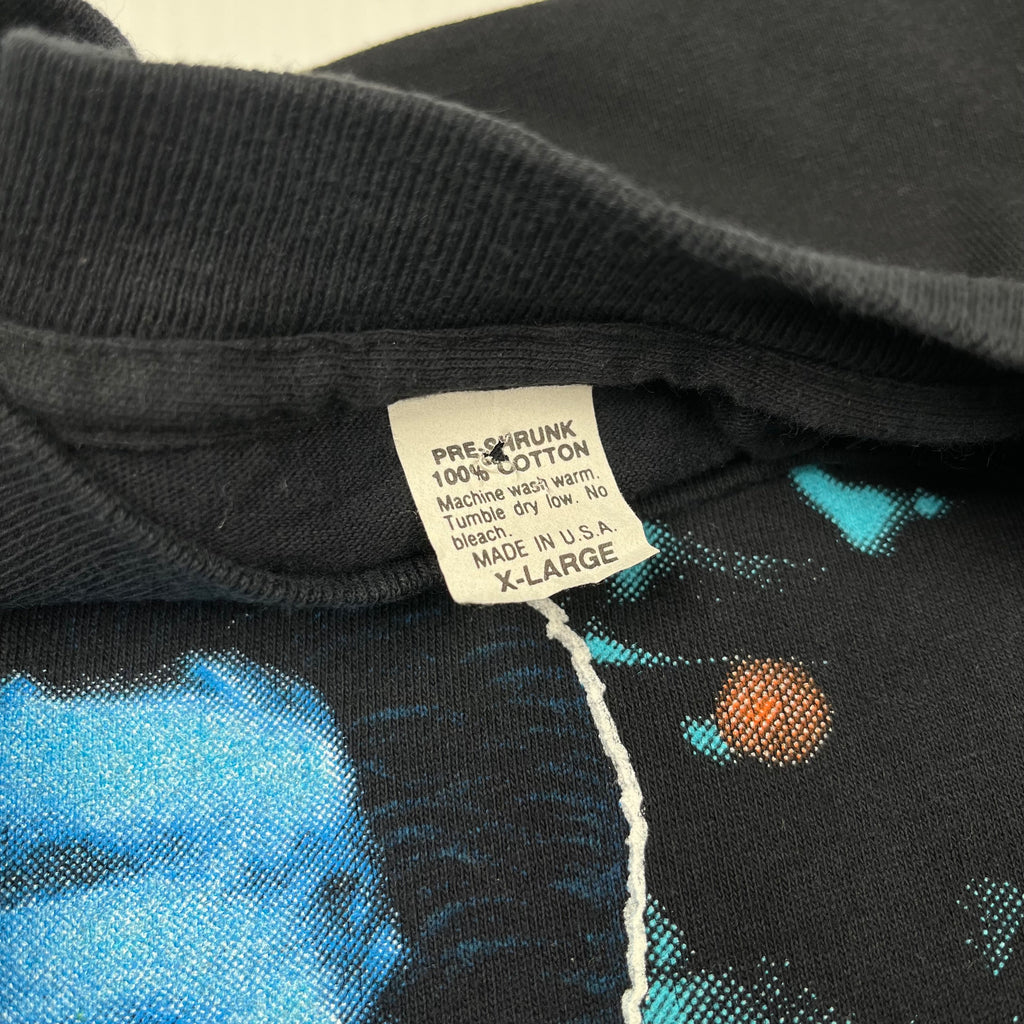 PRE-SHRUNK
100% COTTON
Machine wash warm.
Tumble dry low. No
bleach.
MADE IN U.S.A.
X-LARGE